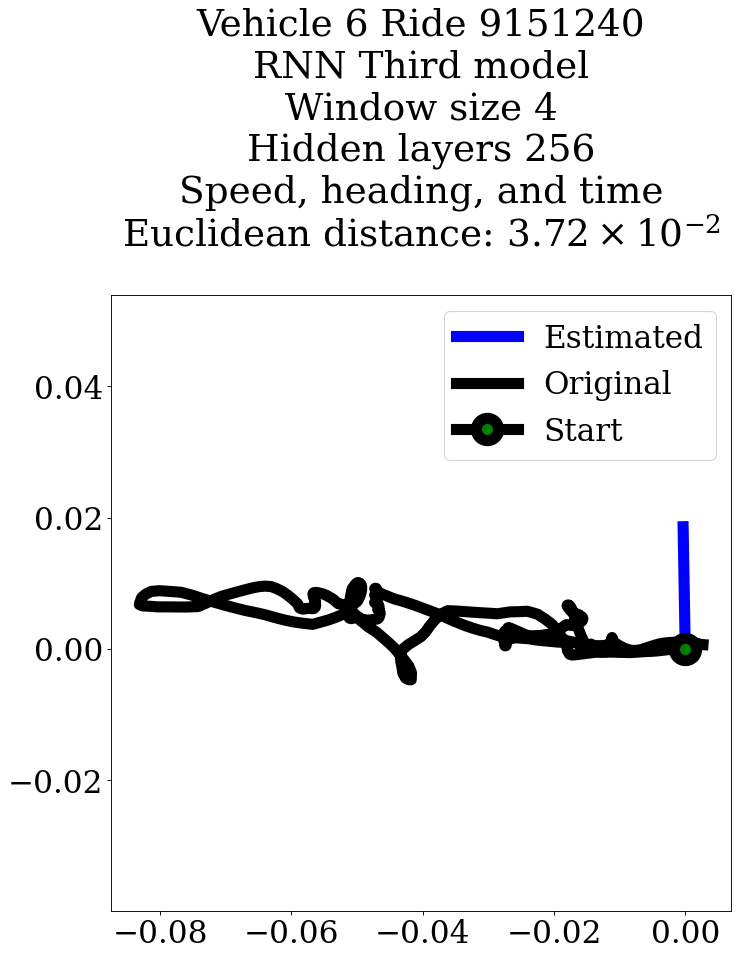 Vehicle 6 Ride 9151240
RNN Third model
Window size 4
Hidden layers 256
Speed, heading, and time
Euclidean distance: 3.72 × 10⁻²
Estimated
Original
Start
0.04
0.02
0.00
−0.02
−0.08 −0.06 −0.04 −0.02 0.00